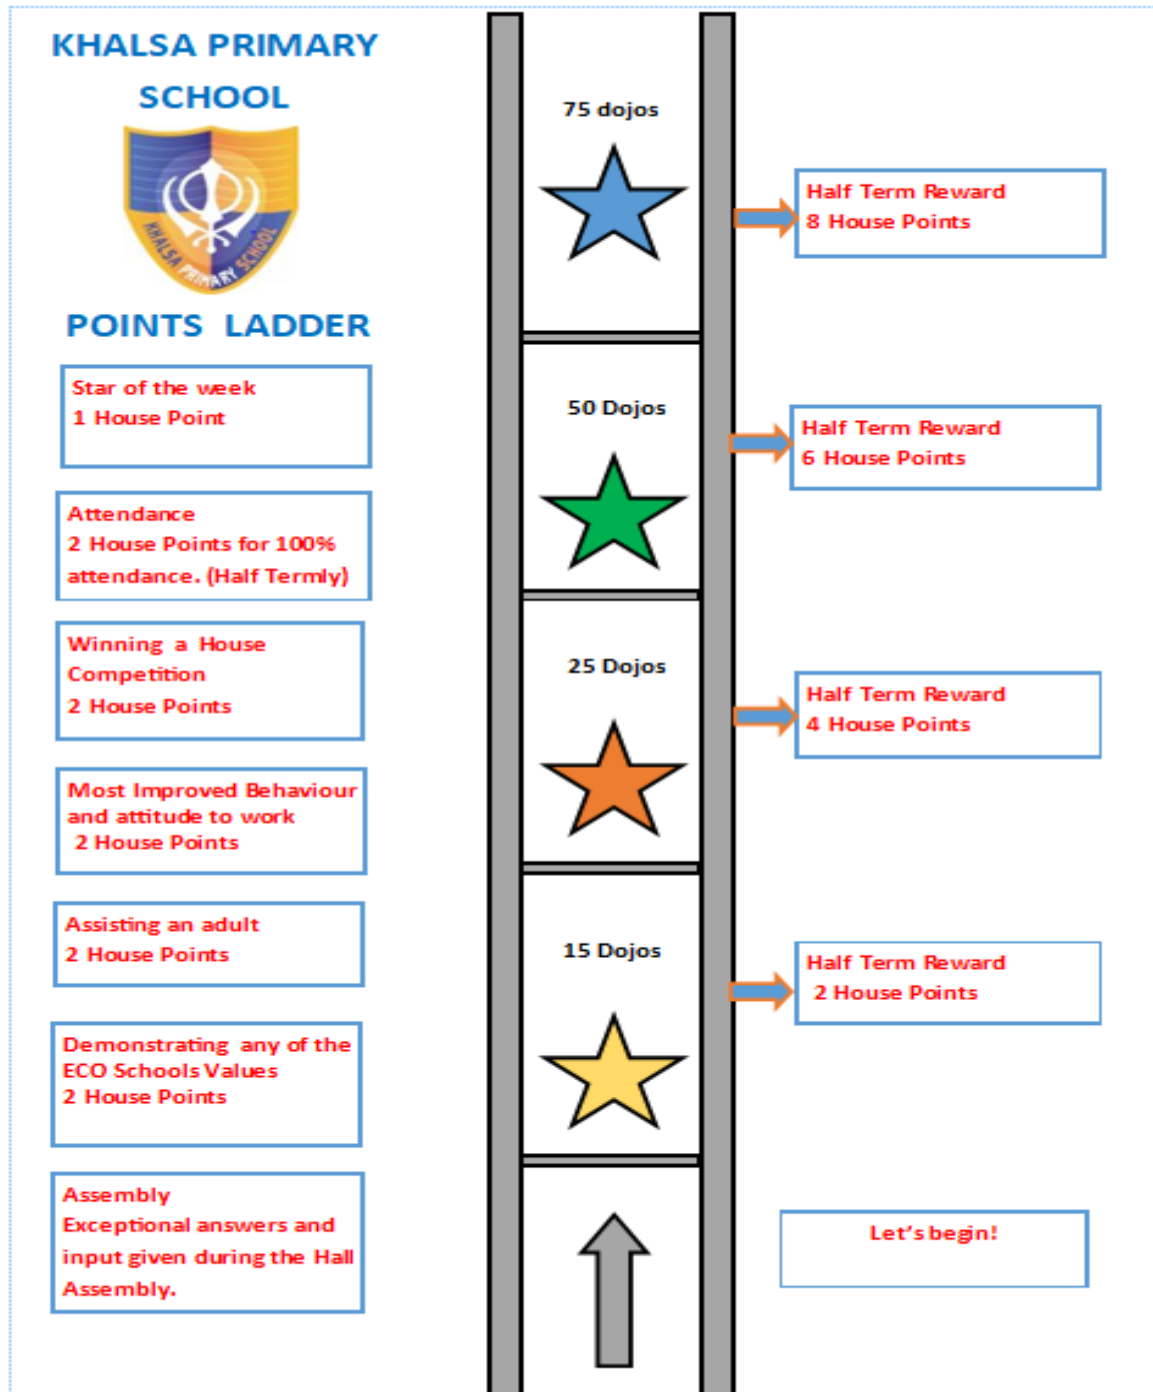 KHALSA PRIMARY
SCHOOL
KHALSA PRIMARY SCHOOL
POINTS LADDER
Star of the week
1 House Point
Attendance
2 House Points for 100%
attendance. (Half Termly)
Winning a House
Competition
2 House Points
Most Improved Behaviour
and attitude to work
2 House Points
Assisting an adult
2 House Points
Demonstrating any of the
ECO Schools Values
2 House Points
Assembly
Exceptional answers and
input given during the Hall
Assembly.
75 dojos
50 Dojos
25 Dojos
15 Dojos
Half Term Reward
8 House Points
Half Term Reward
6 House Points
Half Term Reward
4 House Points
Half Term Reward
2 House Points
Let's begin!